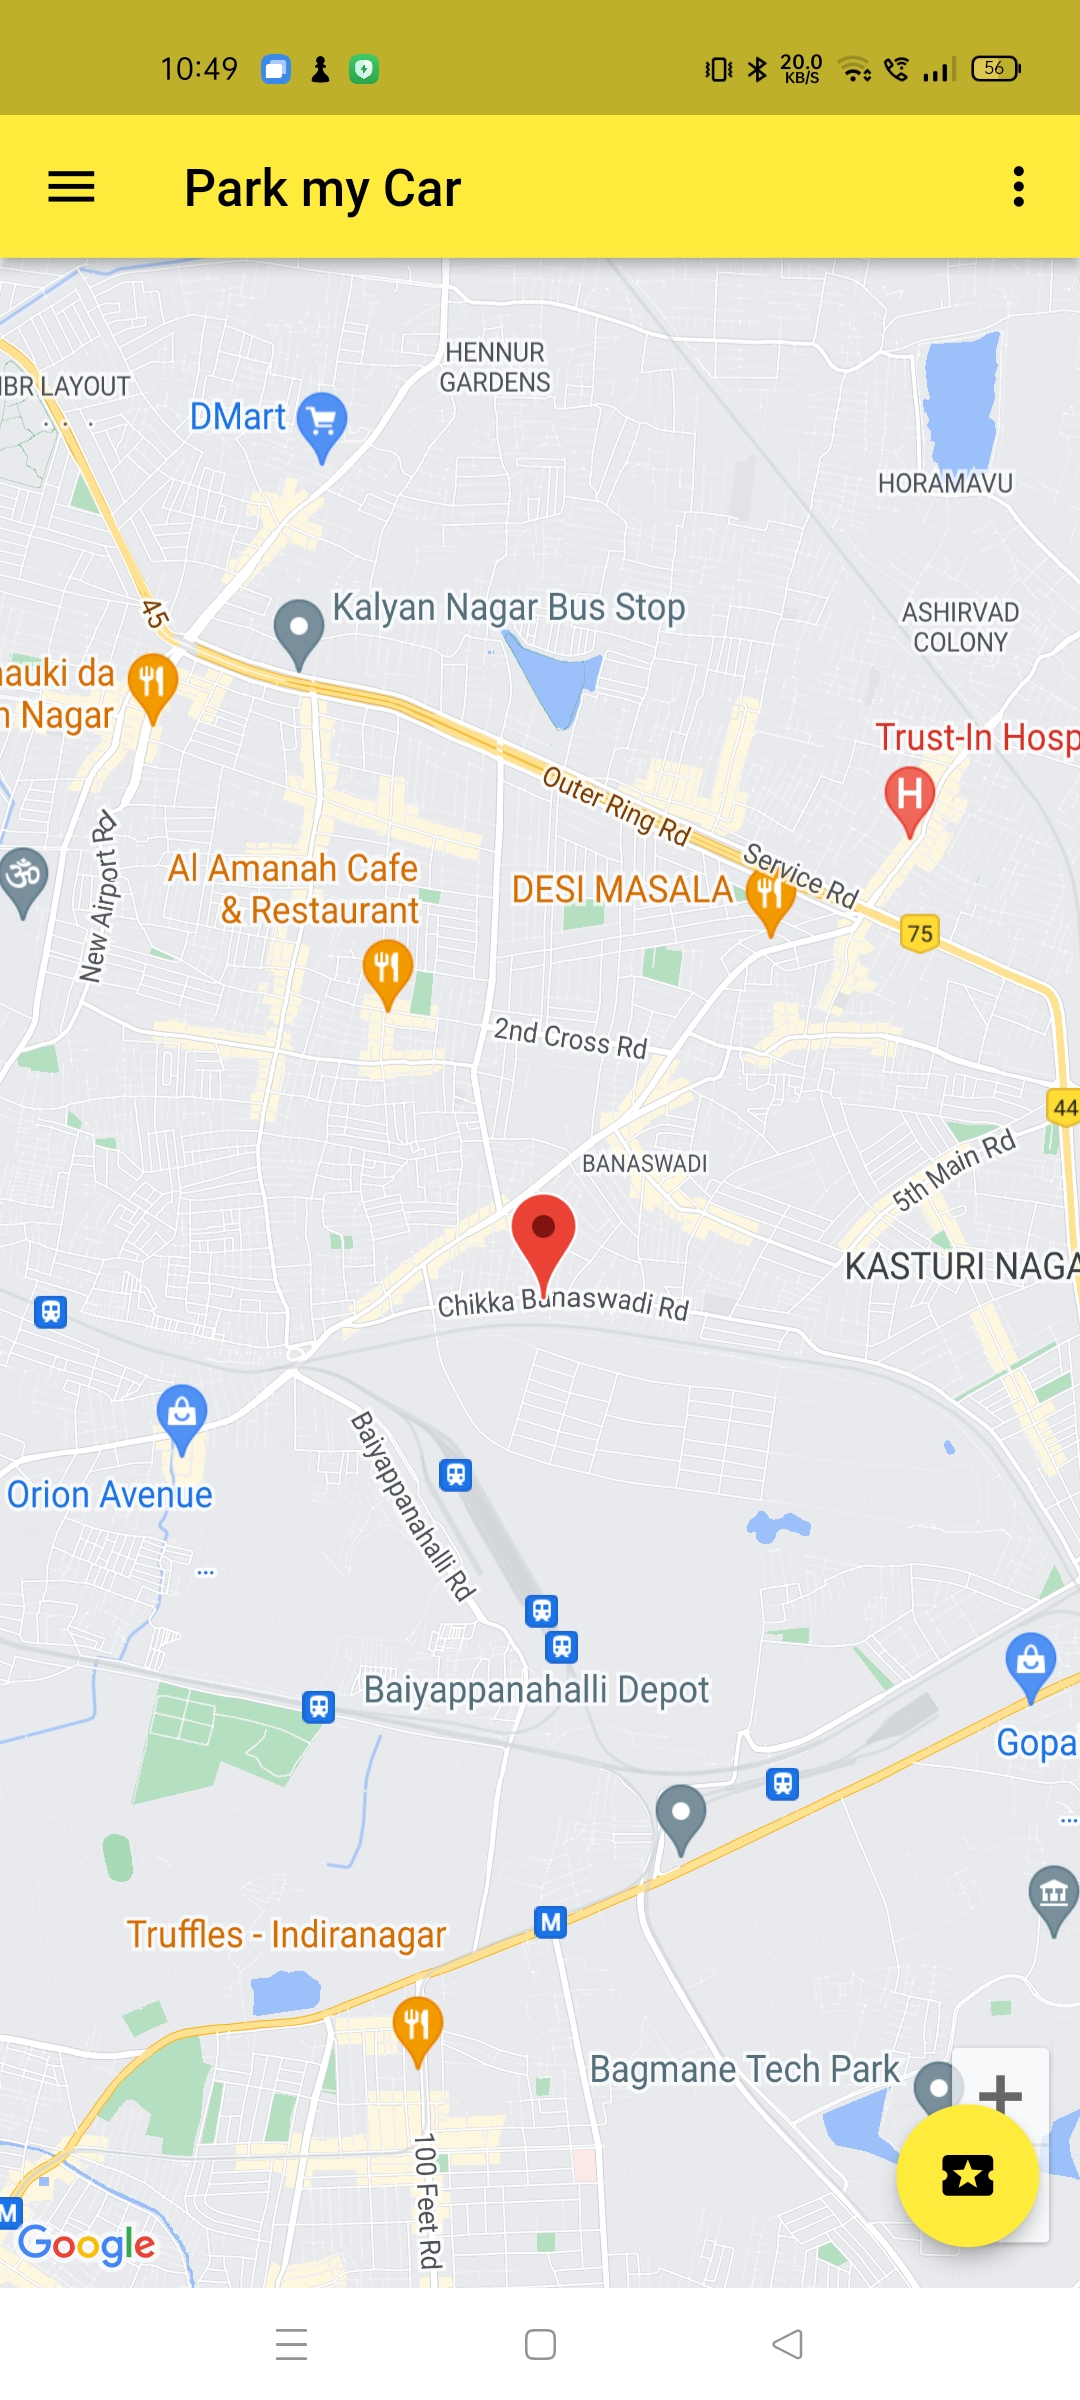 10:49
20.0
KB/S
56
Park my Car
HENNUR
GARDENS
HBR LAYOUT
DMart
HORAMAVU
45
Kalyan Nagar Bus Stop
ASHIRVAD
COLONY
auki da
n Nagar
Trust-In Hosp
H
Outer Ring Rd
Service Rd
New Airport Rd
ॐ
Al Amanah Cafe
& Restaurant
DESI MASALA
75
2nd Cross Rd
44
5th Main Rd
BANASWADI
KASTURI NAGA
Chikka Banaswadi Rd
Orion Avenue
Baiyappanahalli Rd
Baiyappanahalli Depot
Gopa
M
Truffles - Indiranagar
Bagmane Tech Park
+
100 Feet Rd
M
Google